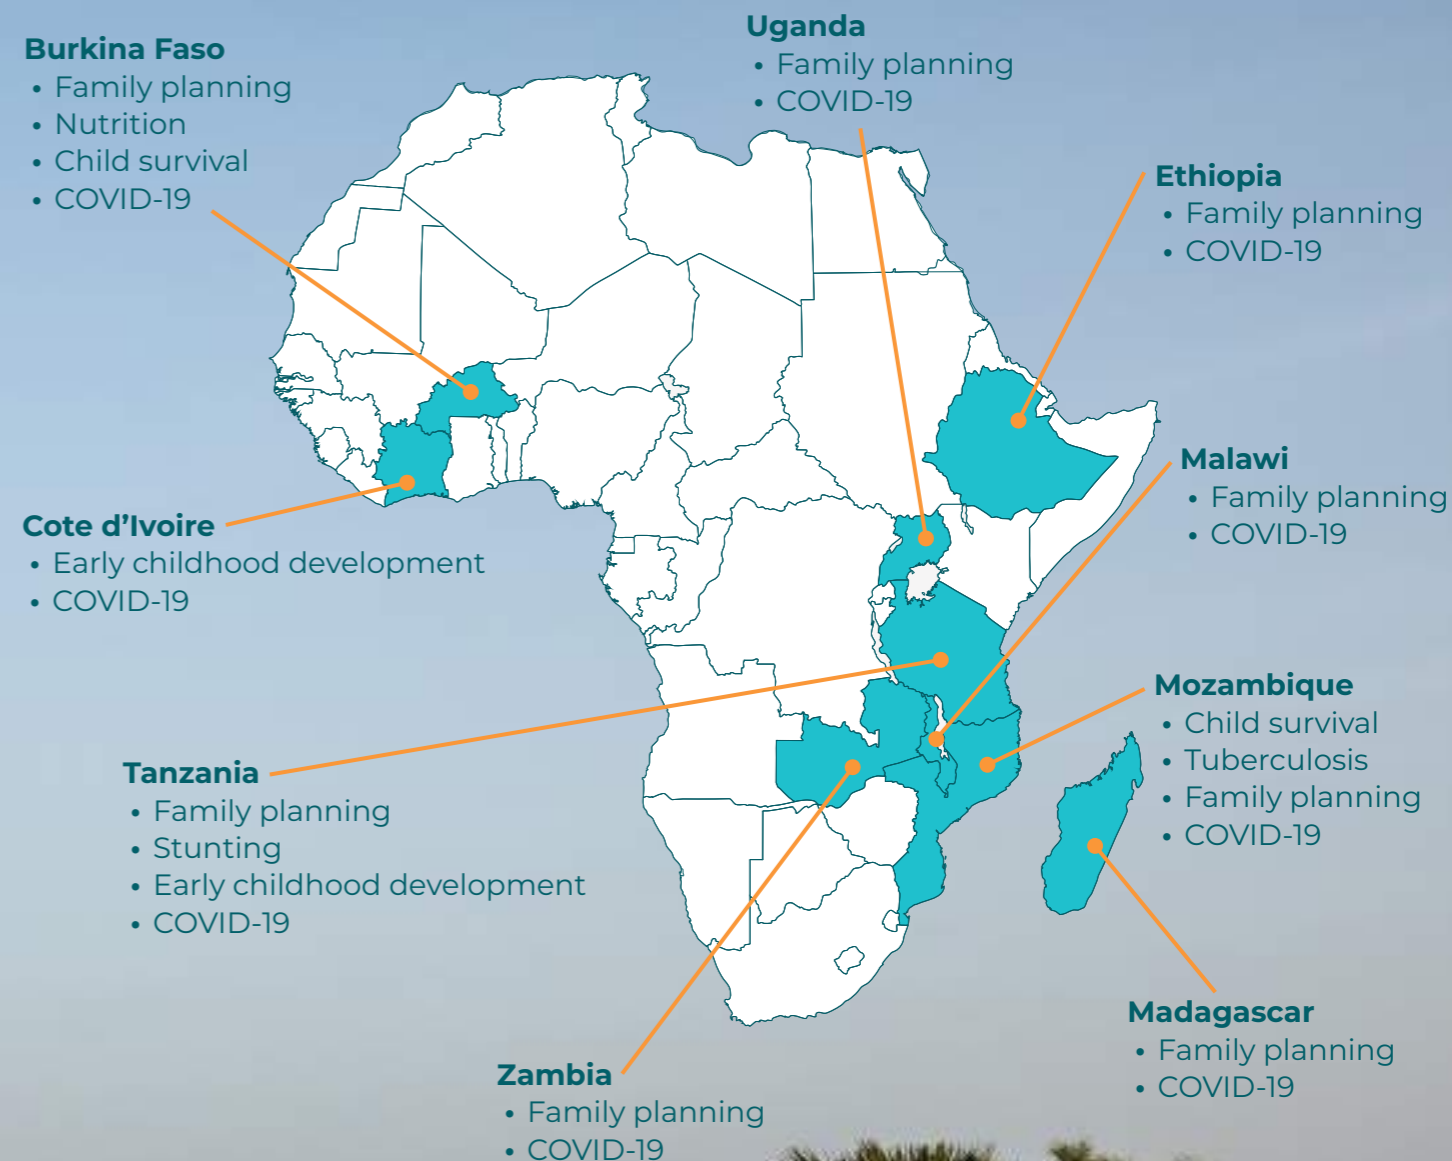 Burkina Faso
• Family planning
• Nutrition
• Child survival
• COVID-19
Uganda
• Family planning
• COVID-19
Ethiopia
• Family planning
• COVID-19
Malawi
• Family planning
• COVID-19
Cote d’Ivoire
• Early childhood development
• COVID-19
Mozambique
• Child survival
• Tuberculosis
• Family planning
• COVID-19
Tanzania
• Family planning
• Stunting
• Early childhood development
• COVID-19
Madagascar
• Family planning
• COVID-19
Zambia
• Family planning
• COVID-19